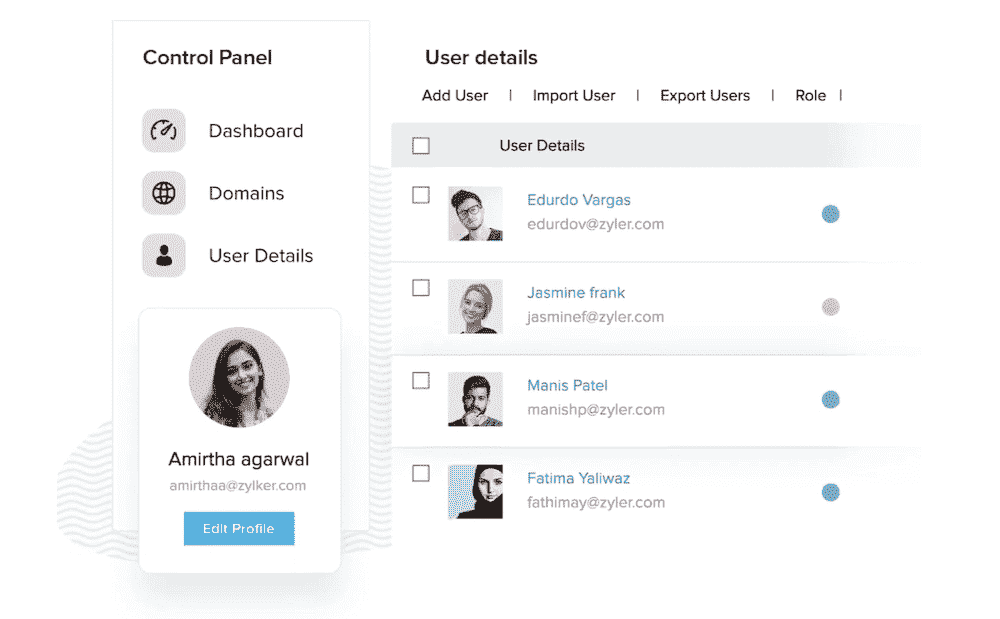 Control Panel
Dashboard
Domains
User Details
Amirtha agarwal
amirthaa@zylker.com
Edit Profile
User details
Add User | Import User | Export Users | Role |
User Details
Edurdo Vargas
edurdov@zyler.com
Jasmine frank
jasminef@zyler.com
Manis Patel
manishp@zyler.com
Fatima Yaliwaz
fathimay@zyler.com